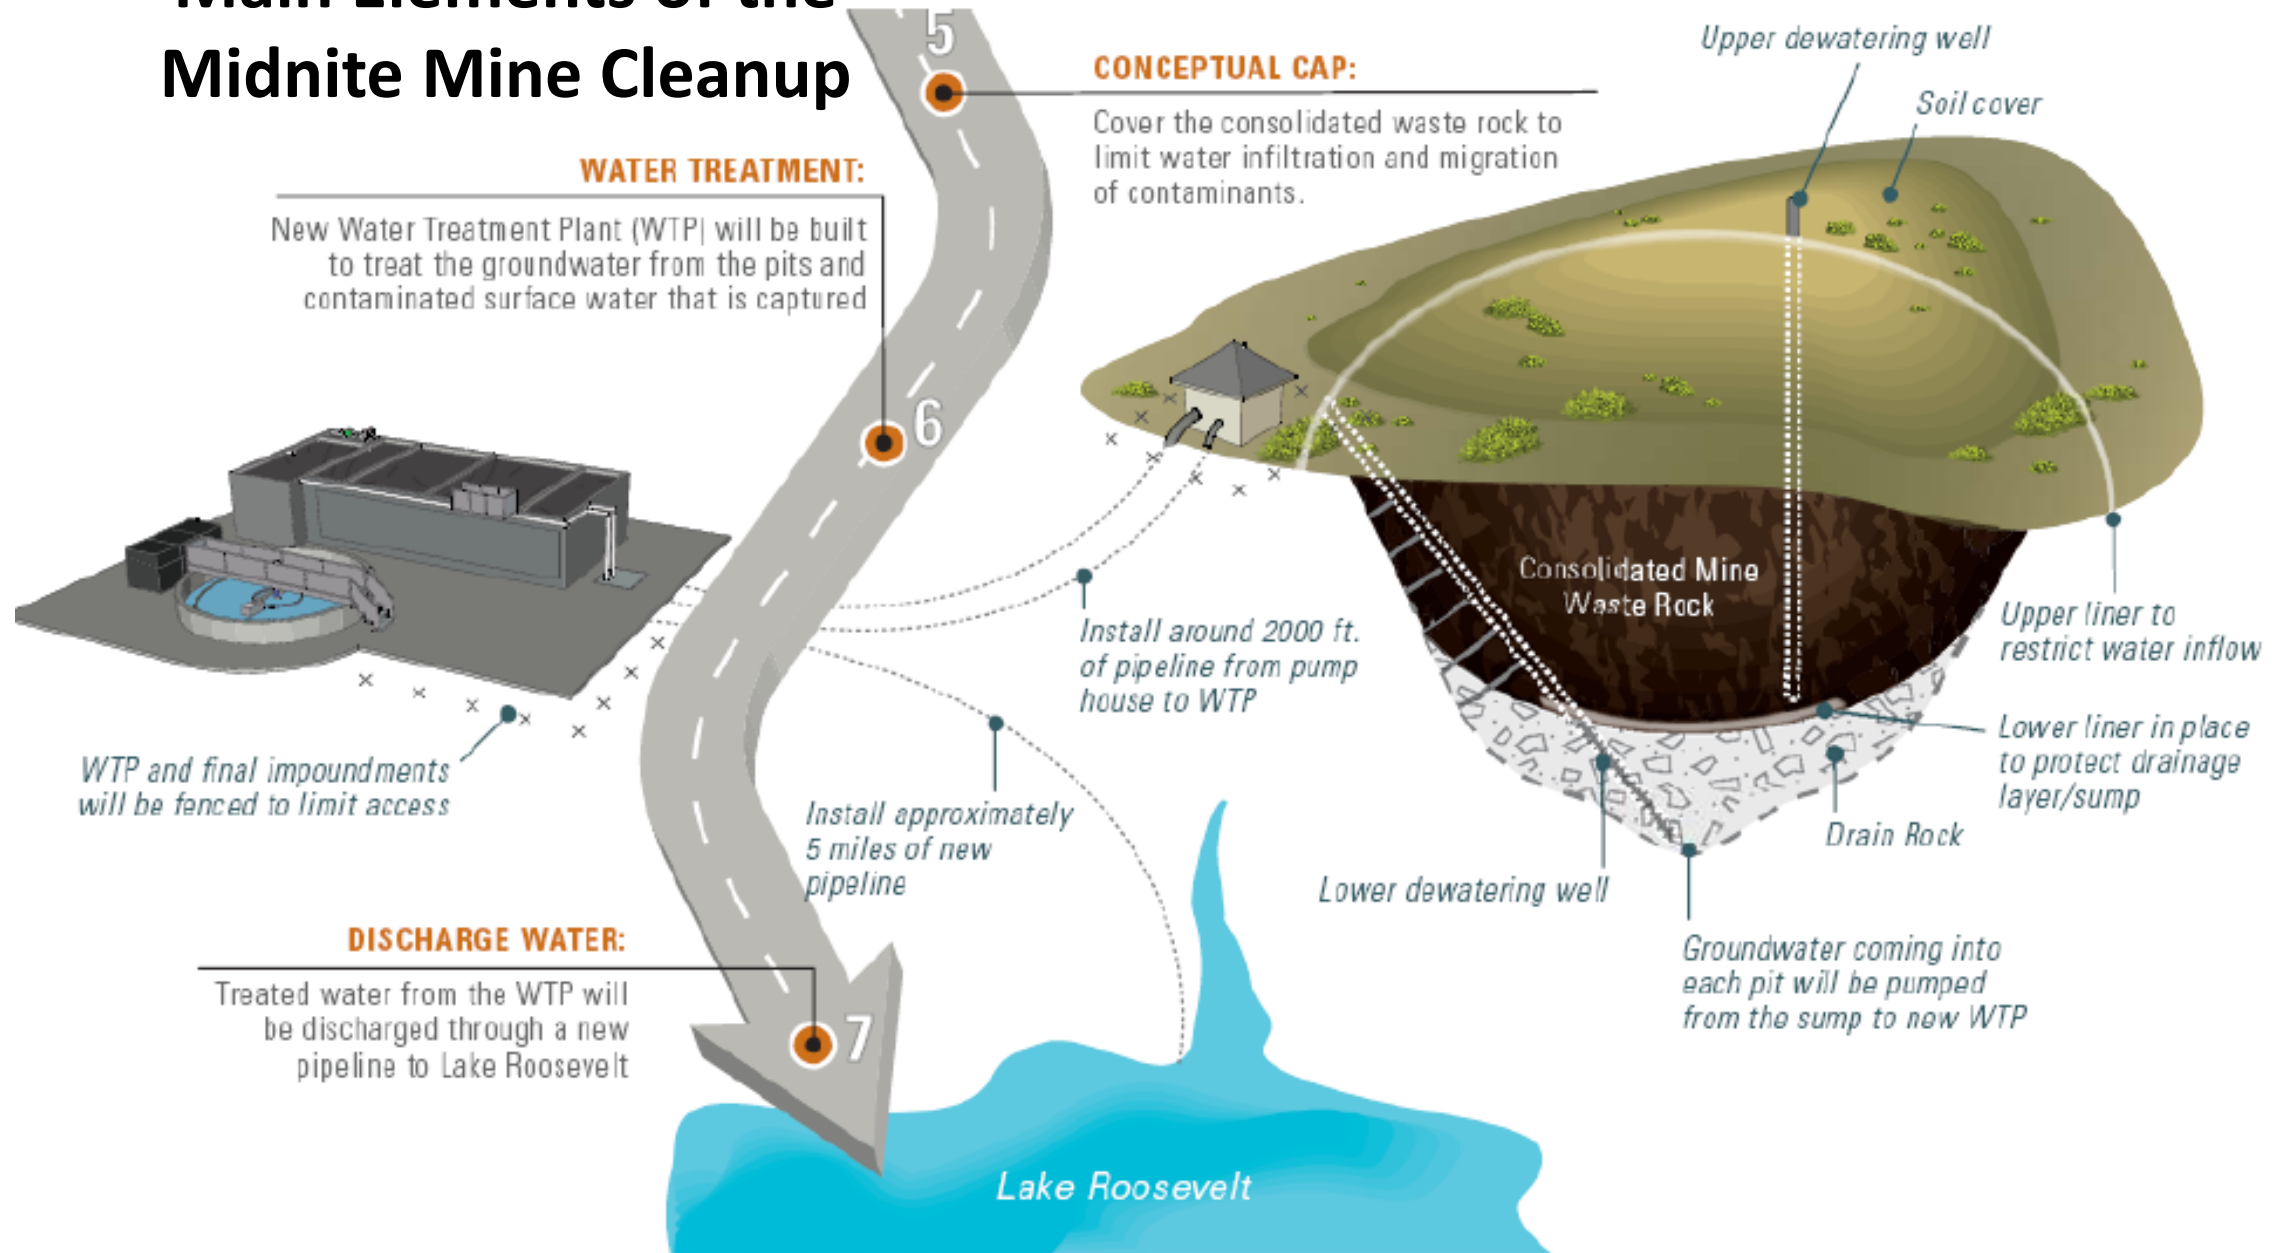 Main Elements of the
Midnite Mine Cleanup
5
CONCEPTUAL CAP:
Cover the consolidated waste rock to
limit water infiltration and migration
of contaminants.
Upper dewatering well
Soil cover
WATER TREATMENT:
New Water Treatment Plant (WTP) will be built
to treat the groundwater from the pits and
contaminated surface water that is captured
6
Consolidated Mine
Waste Rock
Upper liner to
restrict water inflow
Install around 2000 ft.
of pipeline from pump
house to WTP
Lower liner in place
to protect drainage
layer/sump
WTP and final impoundments
will be fenced to limit access
Install approximately
5 miles of new
pipeline
Drain Rock
Lower dewatering well
Groundwater coming into
each pit will be pumped
from the sump to new WTP
DISCHARGE WATER:
Treated water from the WTP will
be discharged through a new
pipeline to Lake Roosevelt
7
Lake Roosevelt